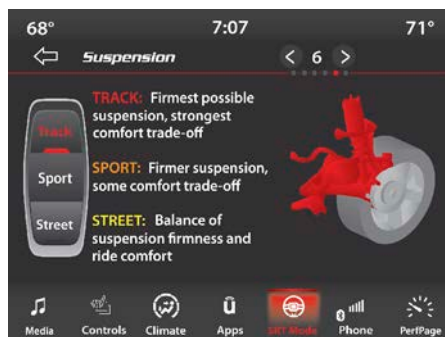 68° 7:07 71°
Suspension < 6 >
TRACK: Firmest possible
suspension, strongest
comfort trade-off
Track
SPORT: Firmer suspension,
some comfort trade-off
Sport
STREET: Balance of
suspension firmness and
ride comfort
Street
Media Controls Climate Apps SRT Mode Phone PerfPage